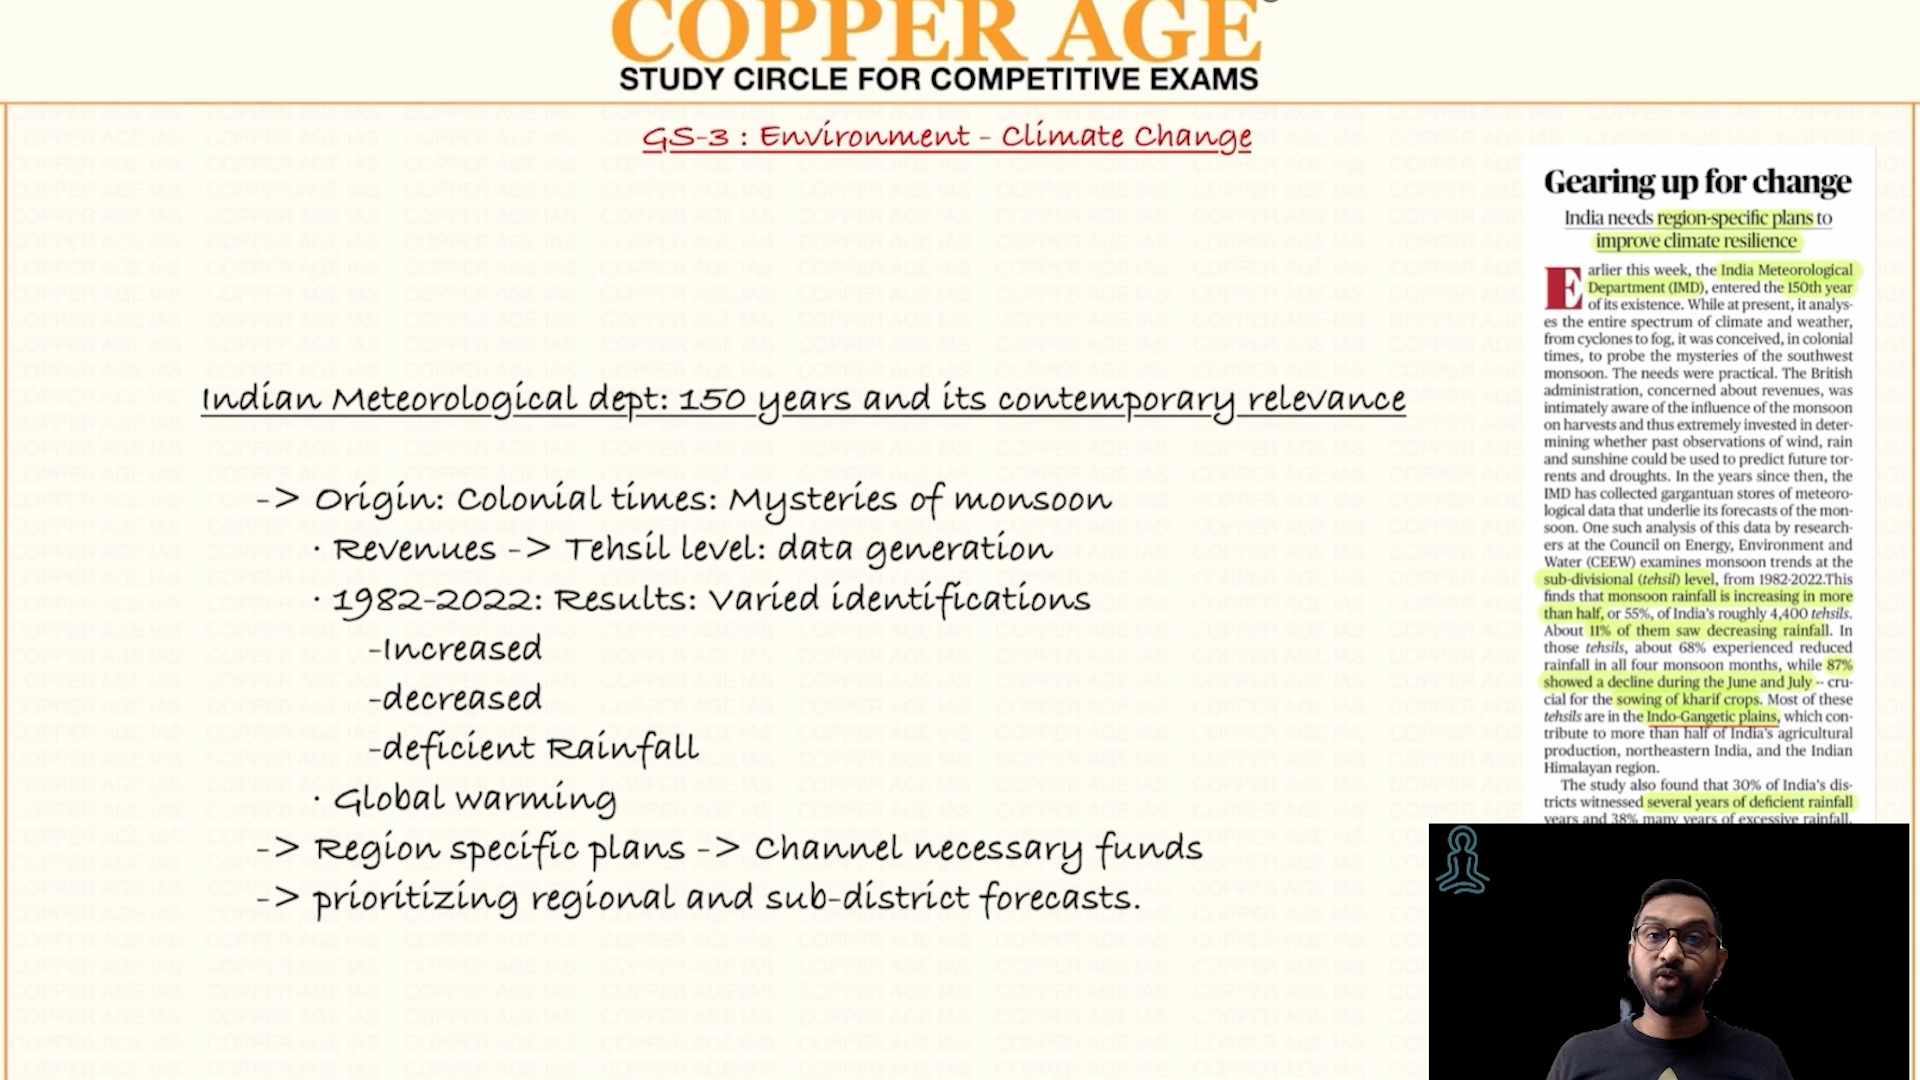 COPPER AGE
STUDY CIRCLE FOR COMPETITIVE EXAMS
GS-3 : Environment - Climate Change
Indian Meteorological dept: 150 years and its contemporary relevance
-> Origin: Colonial times: Mysteries of monsoon
· Revenues -> Tehsil level: data generation
· 1982-2022: Results: Varied identifications
-Increased
-decreased
-deficient Rainfall
· Global warming
-> Region specific plans -> Channel necessary funds
-> prioritizing regional and sub-district forecasts.
Gearing up for change
India needs region-specific plans to
improve climate resilience
Earlier this week, the India Meteorological
Department (IMD), entered the 150th year
of its existence. While at present, it analys-
es the entire spectrum of climate and weather,
from cyclones to fog, it was conceived, in colonial
times, to probe the mysteries of the southwest
monsoon. The needs were practical. The British
administration, concerned about revenues, was
intimately aware of the influence of the monsoon
on harvests and thus extremely invested in deter-
mining whether past observations of wind, rain
and sunshine could be used to predict future tor-
rents and droughts. In the years since then, the
IMD has collected gargantuan stores of meteoro-
logical data that underlie its forecasts of the mon-
soon. One such analysis of this data by research-
ers at the Council on Energy, Environment and
Water (CEEW) examines monsoon trends at the
sub-divisional (tehsil) level, from 1982-2022.This
finds that monsoon rainfall is increasing in more
than half, or 55%, of India's roughly 4,400 tehsils.
About 11% of them saw decreasing rainfall. In
those tehsils, about 68% experienced reduced
rainfall in all four monsoon months, while 87%
showed a decline during the June and July – cru-
cial for the sowing of kharif crops. Most of these
tehsils are in the Indo-Gangetic plains, which con-
tribute to more than half of India's agricultural
production, northeastern India, and the Indian
Himalayan region.
The study also found that 30% of India's dis-
tricts witnessed several years of deficient rainfall
years and 38% many years of excessive rainfall.